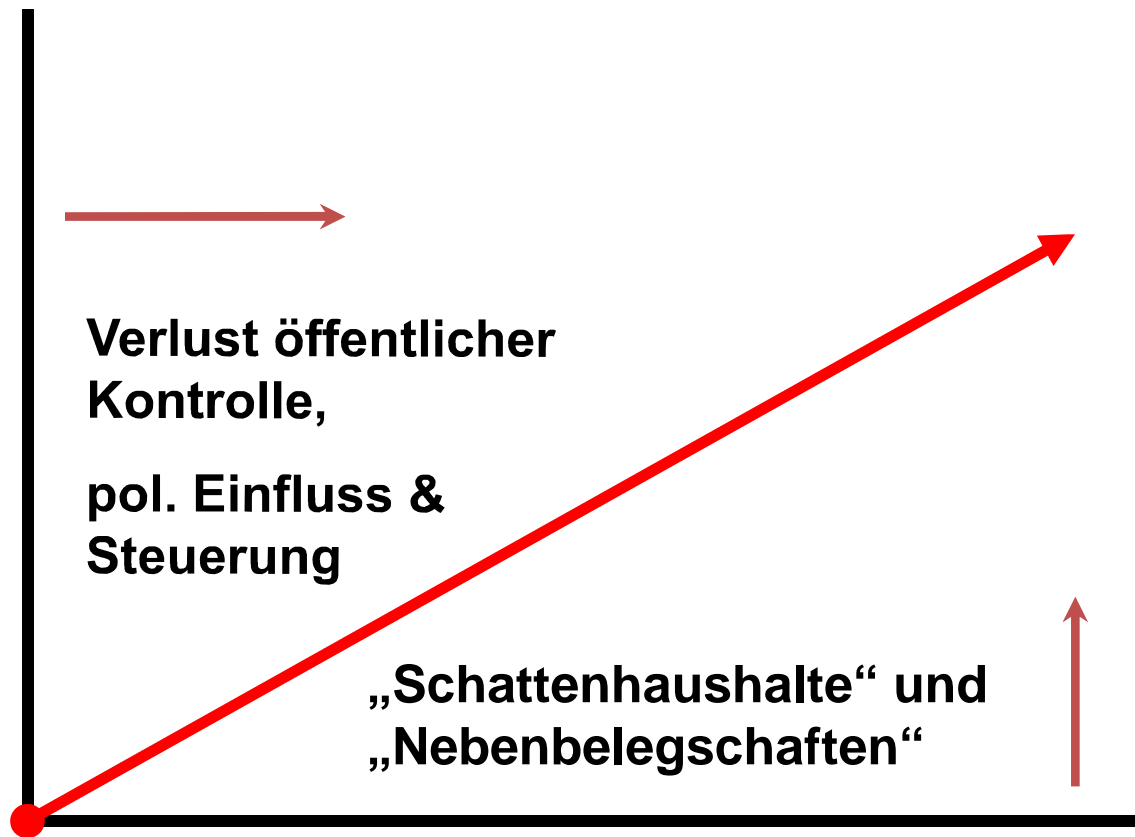 Verlust öffentlicher
Kontrolle,
pol. Einfluss &
Steuerung
„Schattenhaushalte“ und
„Nebenbelegschaften“